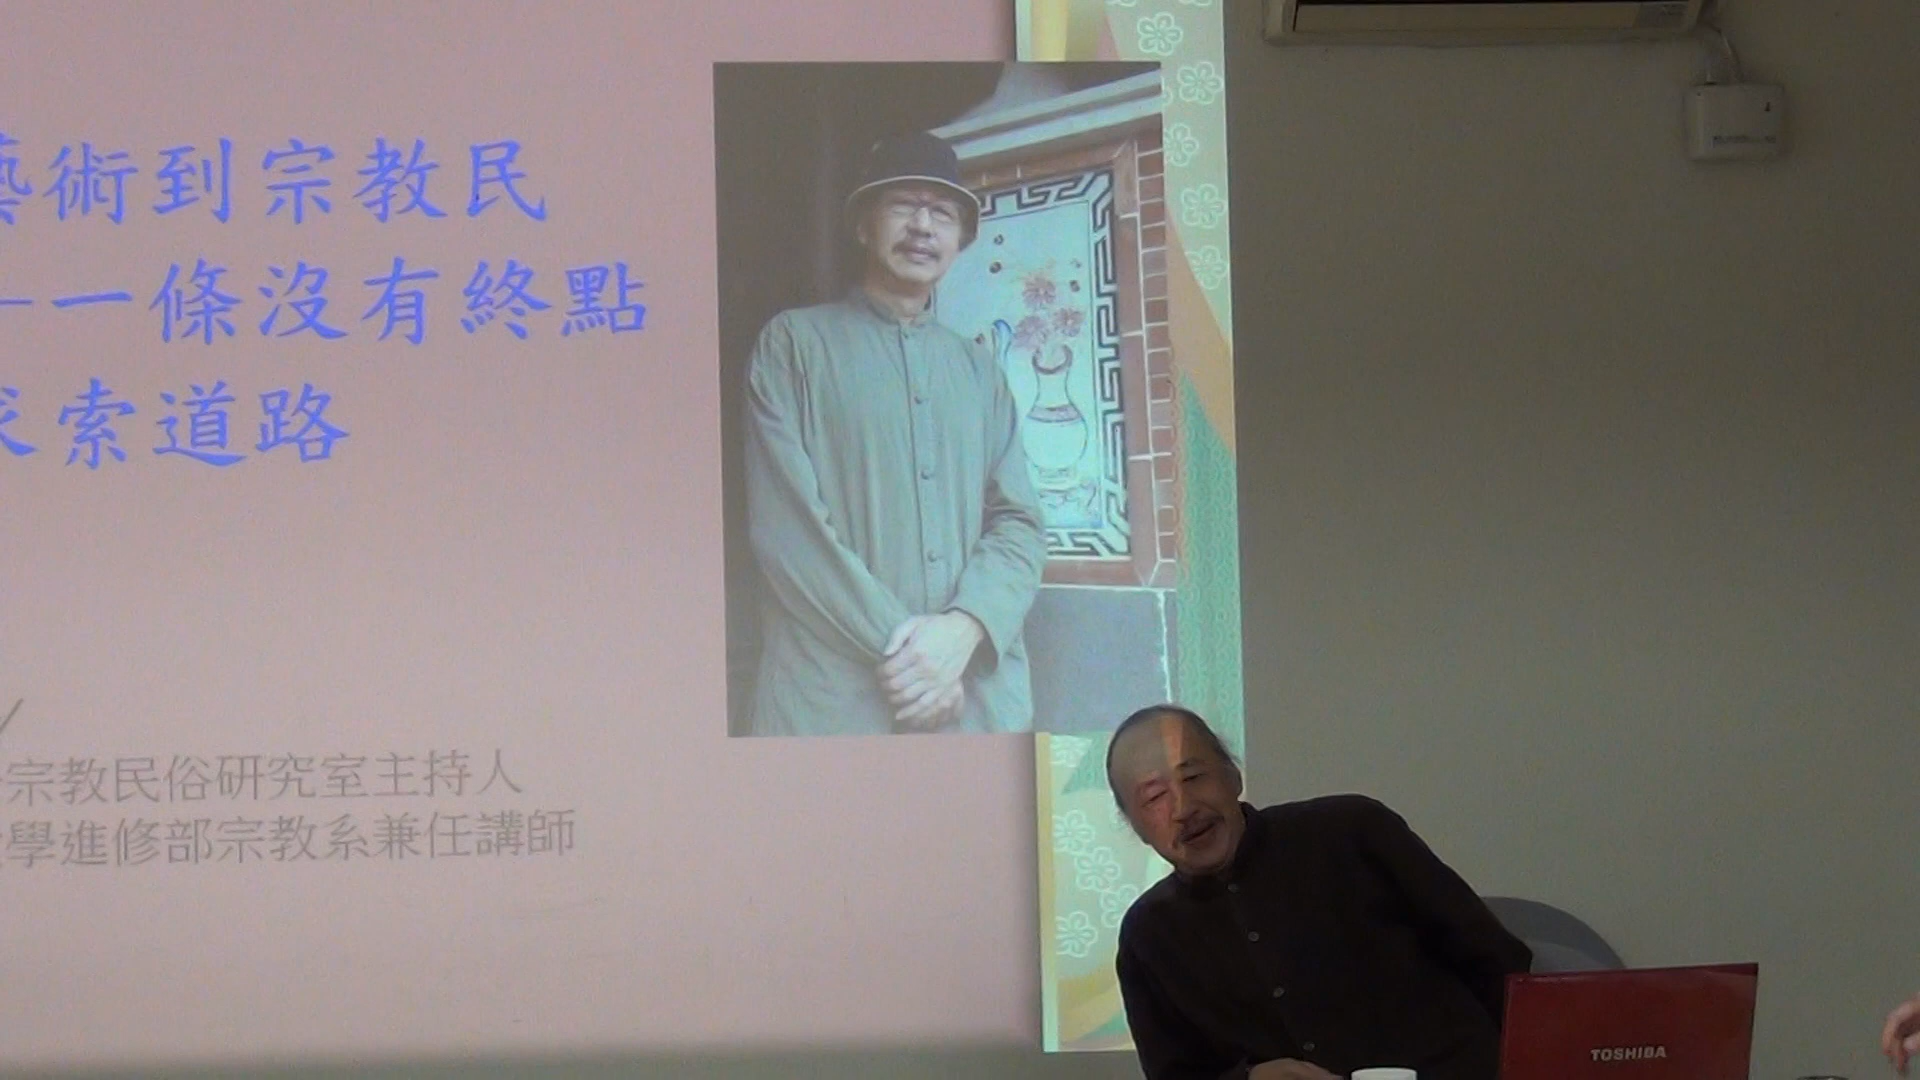 藝術到宗教民
一條沒有終點
求索道路
宗教民俗研究室主持人
學進修部宗教系兼任講師
TOSHIBA